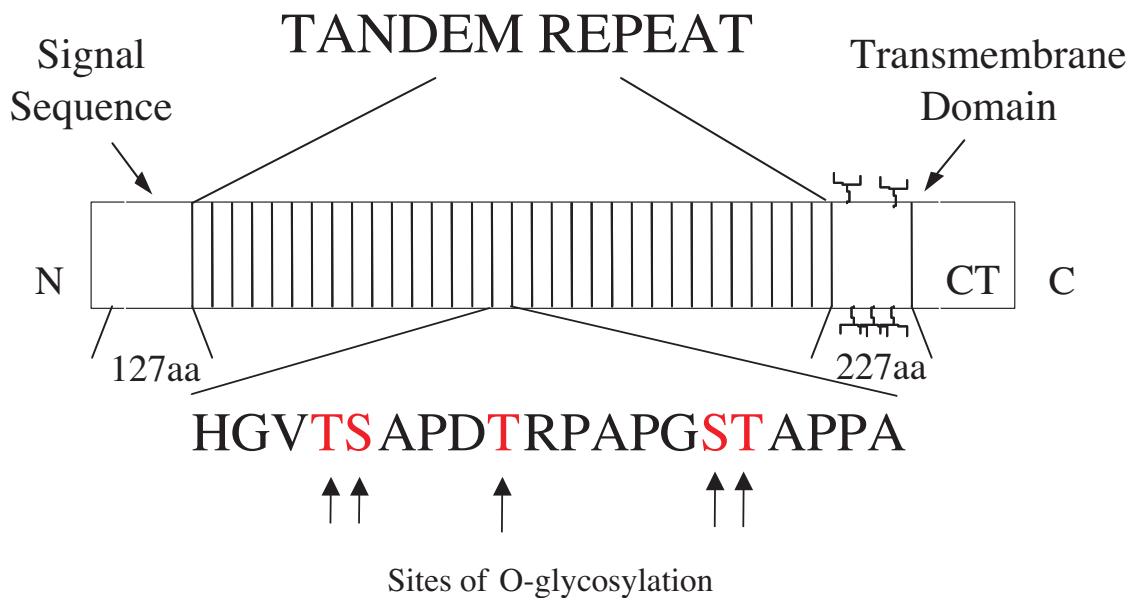 TANDEM REPEAT
Signal
Sequence
Transmembrane
Domain
N
CT
C
127aa
227aa
HGVTSAPDTRPAPGSTAPPA
Sites of O-glycosylation